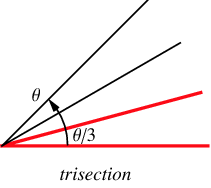 θ
θ/3
trisection